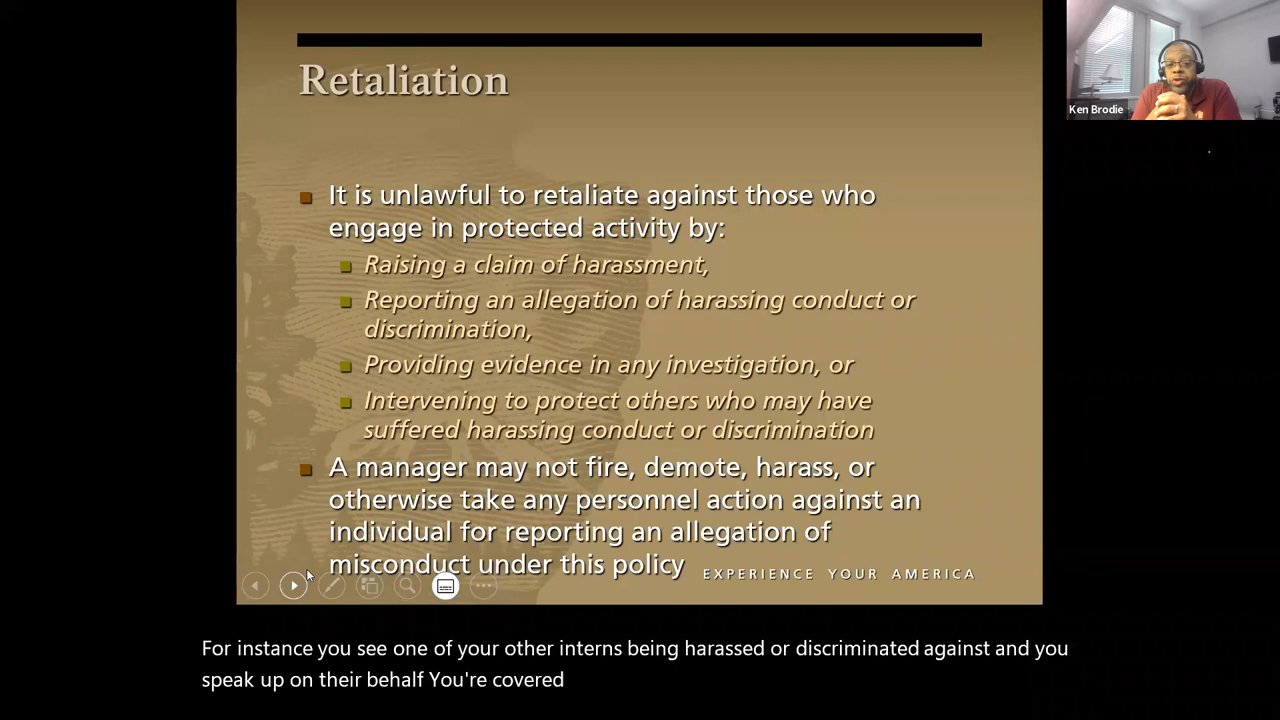 Retaliation
Ken Brodie
It is unlawful to retaliate against those who
engage in protected activity by:
Raising a claim of harassment,
Reporting an allegation of harassing conduct or
discrimination,
Providing evidence in any investigation, or
Intervening to protect others who may have
suffered harassing conduct or discrimination
A manager may not fire, demote, harass, or
otherwise take any personnel action against an
individual for reporting an allegation of
misconduct under this policy
EXPERIENCE YOUR AMERICA
For instance you see one of your other interns being harassed or discriminated against and you
speak up on their behalf You're covered